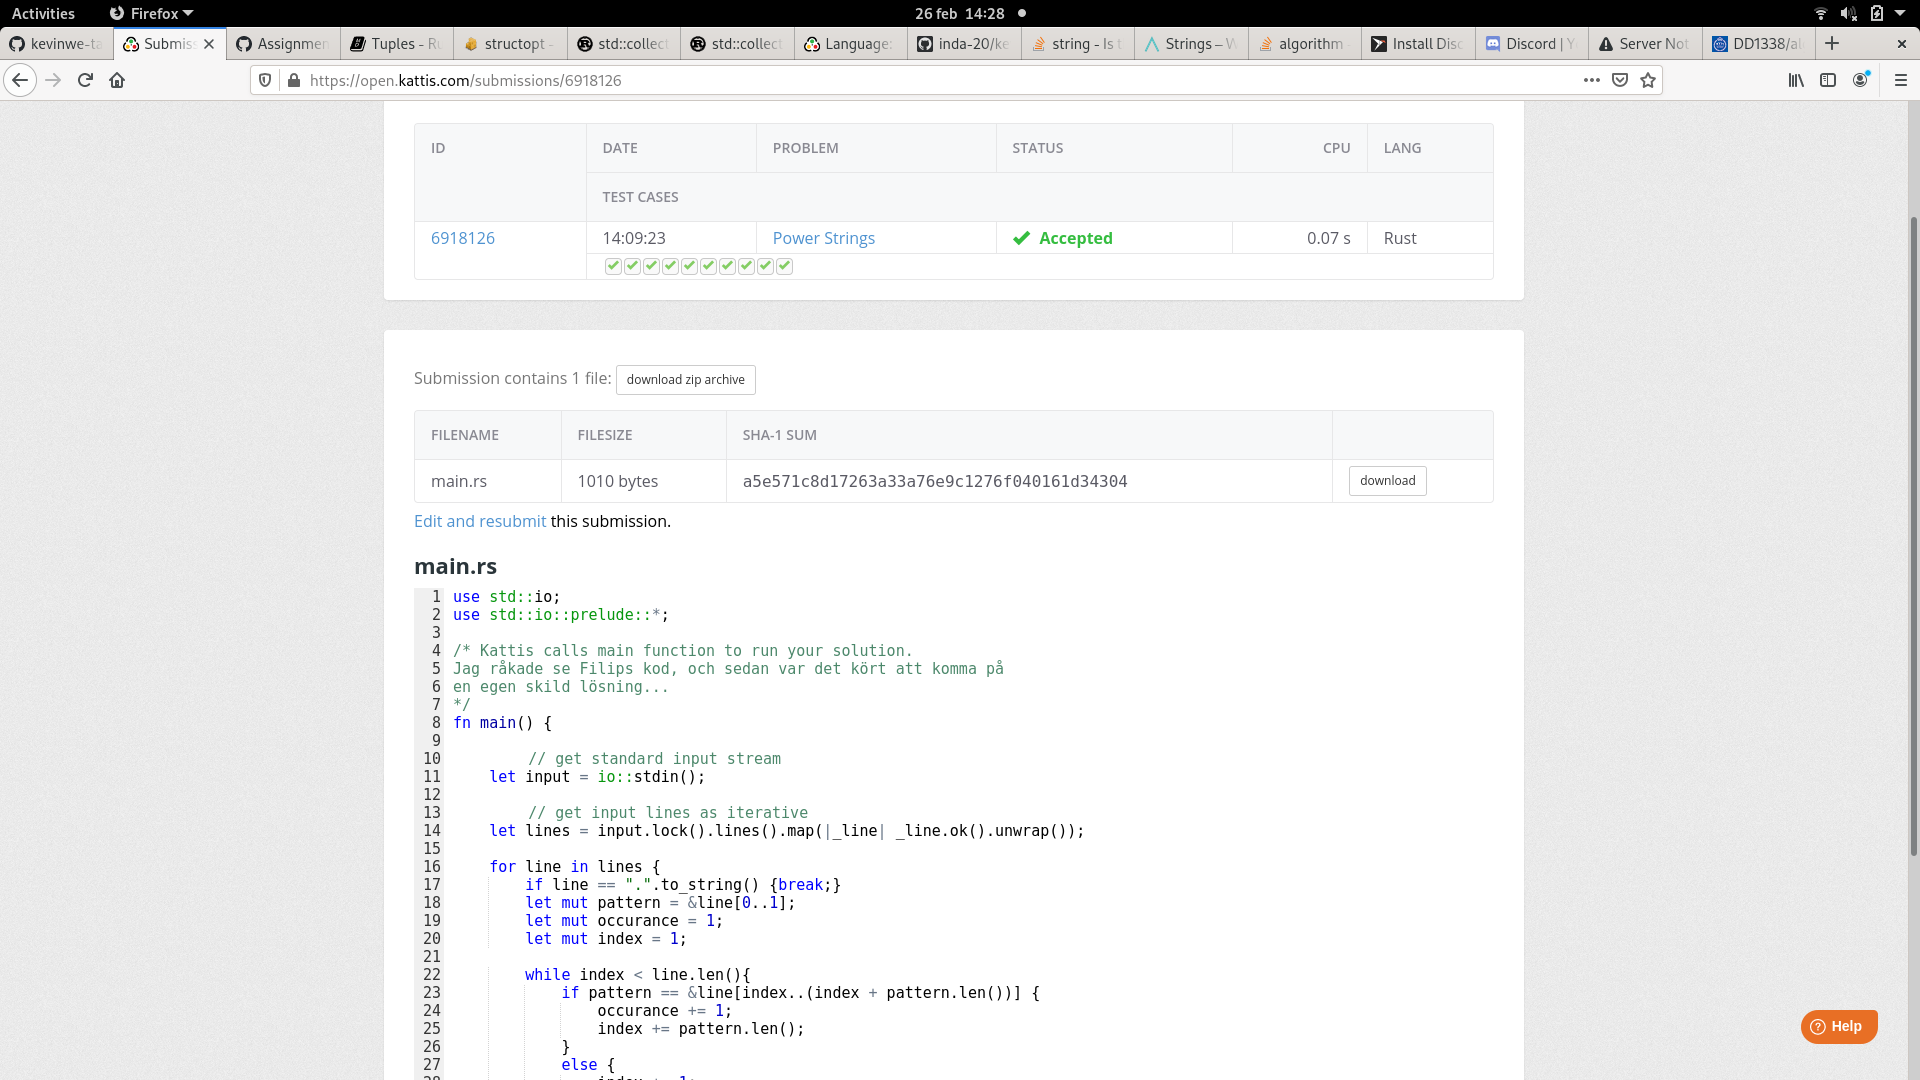 Activities Firefox 26 feb 14:28
kevinwe-ta Submiss Assignmen Tuples - Ru structopt - std::collect std::collect Language: inda-20/ke string - Is t Strings – W algorithm Install Disc Discord | Y Server Not DD1338/al
https://open.kattis.com/submissions/6918126
ID DATE PROBLEM STATUS CPU LANG
TEST CASES
6918126 14:09:23 Power Strings Accepted 0.07 s Rust
Submission contains 1 file: download zip archive
FILENAME FILESIZE SHA-1 SUM
main.rs 1010 bytes a5e571c8d17263a33a76e9c1276f040161d34304 download
Edit and resubmit this submission.
main.rs
1 use std::io;
2 use std::io::prelude::*;
3
4 /* Kattis calls main function to run your solution.
5 Jag råkade se Filips kod, och sedan var det kört att komma på
6 en egen skild lösning...
7 */
8 fn main() {
9
10 // get standard input stream
11 let input = io::stdin();
12
13 // get input lines as iterative
14 let lines = input.lock().lines().map(|_line| _line.ok().unwrap());
15
16 for line in lines {
17 if line == ".".to_string() {break;}
18 let mut pattern = &line[0..1];
19 let mut occurance = 1;
20 let mut index = 1;
21
22 while index < line.len(){
23 if pattern == &line[index..(index + pattern.len())] {
24 occurance += 1;
25 index += pattern.len();
26 }
27 else {
Help